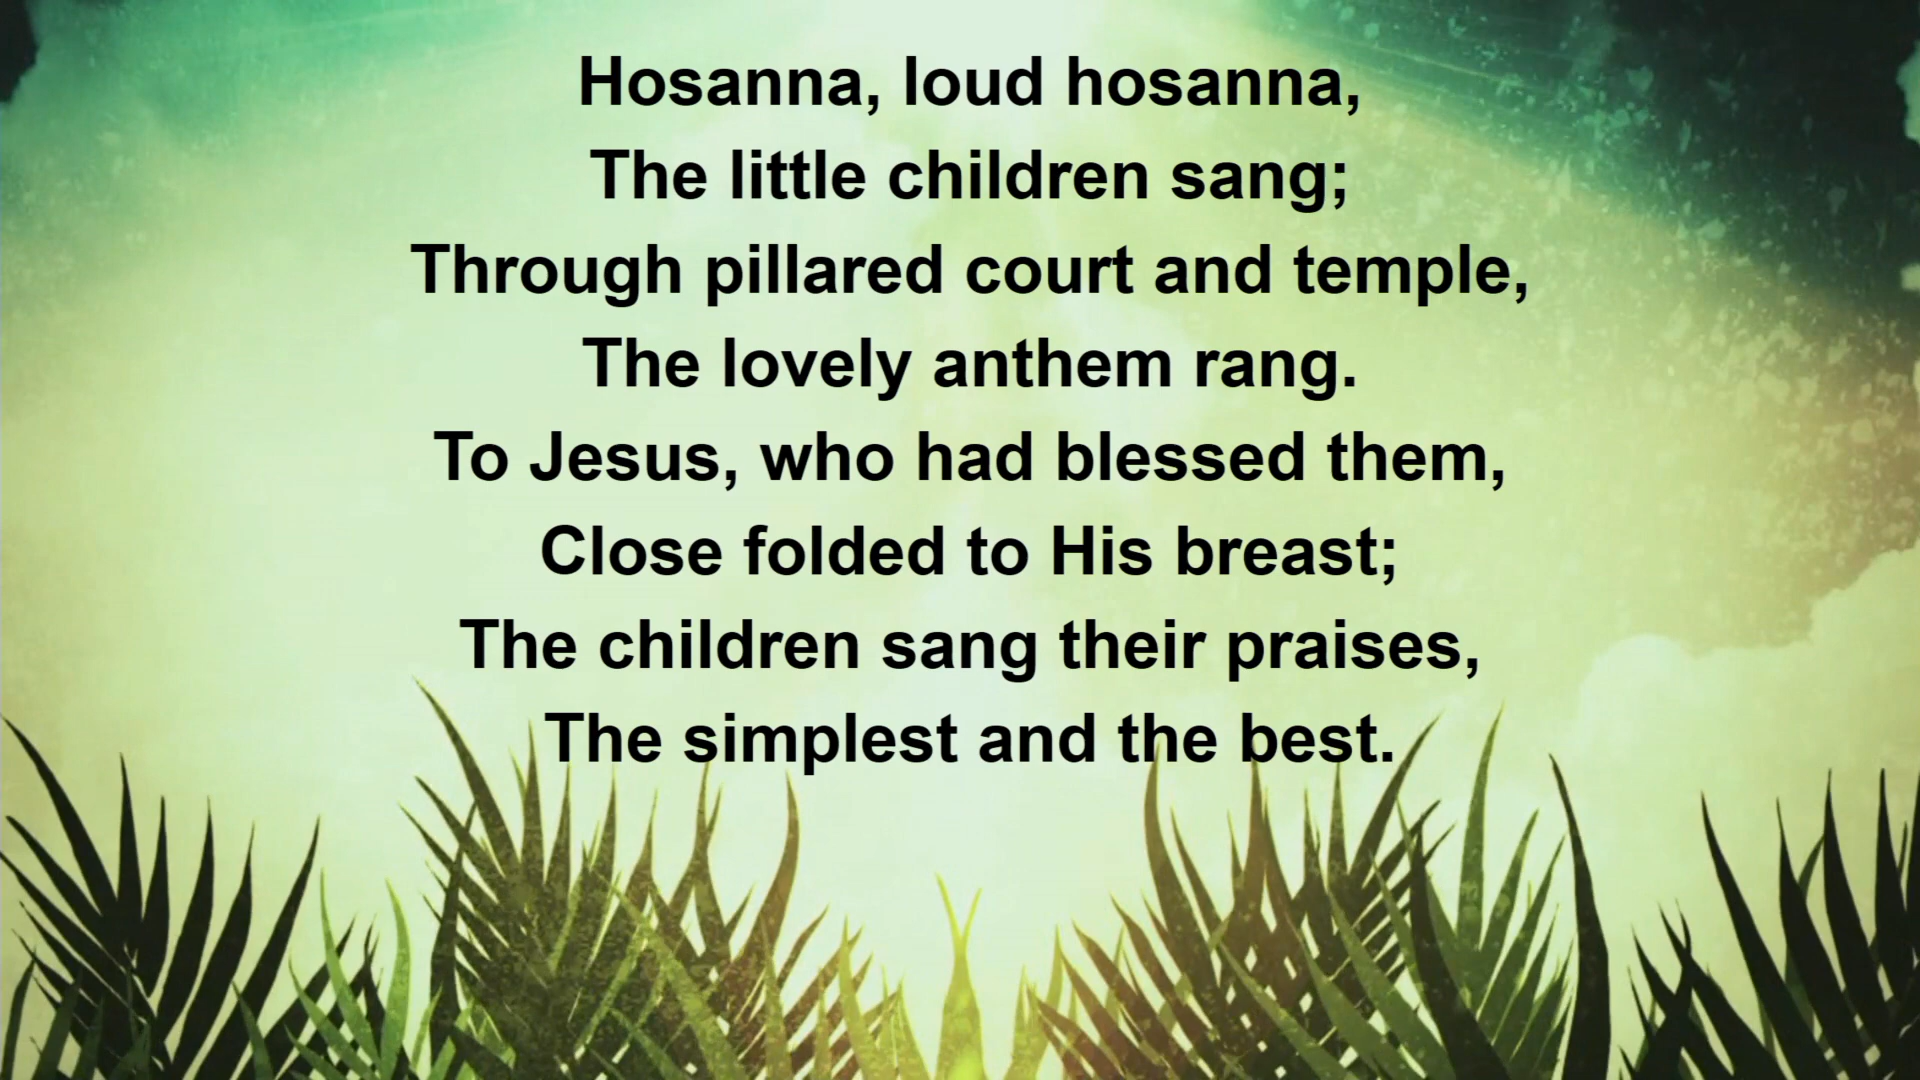 Hosanna, loud hosanna,
The little children sang;
Through pillared court and temple,
The lovely anthem rang.
To Jesus, who had blessed them,
Close folded to His breast;
The children sang their praises,
The simplest and the best.